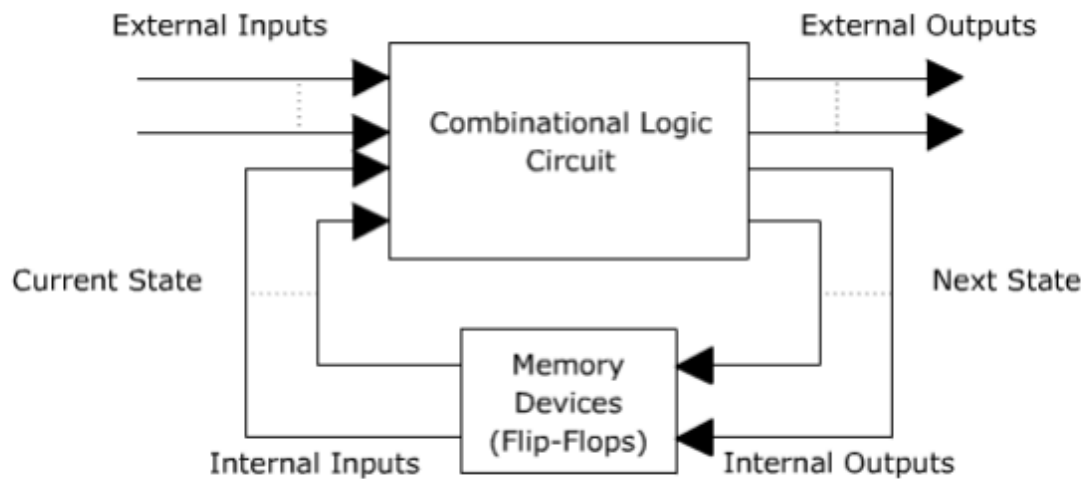 External Inputs
External Outputs
Combinational Logic
Circuit
Current State
Next State
Memory
Devices
(Flip-Flops)
Internal Inputs
Internal Outputs